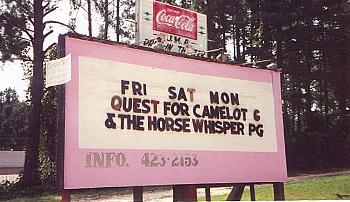 Coca-Cola
FRI SAT MON
QUEST FOR CAMELOT G
& THE HORSE WHISPER PG
INFO. 423-2153